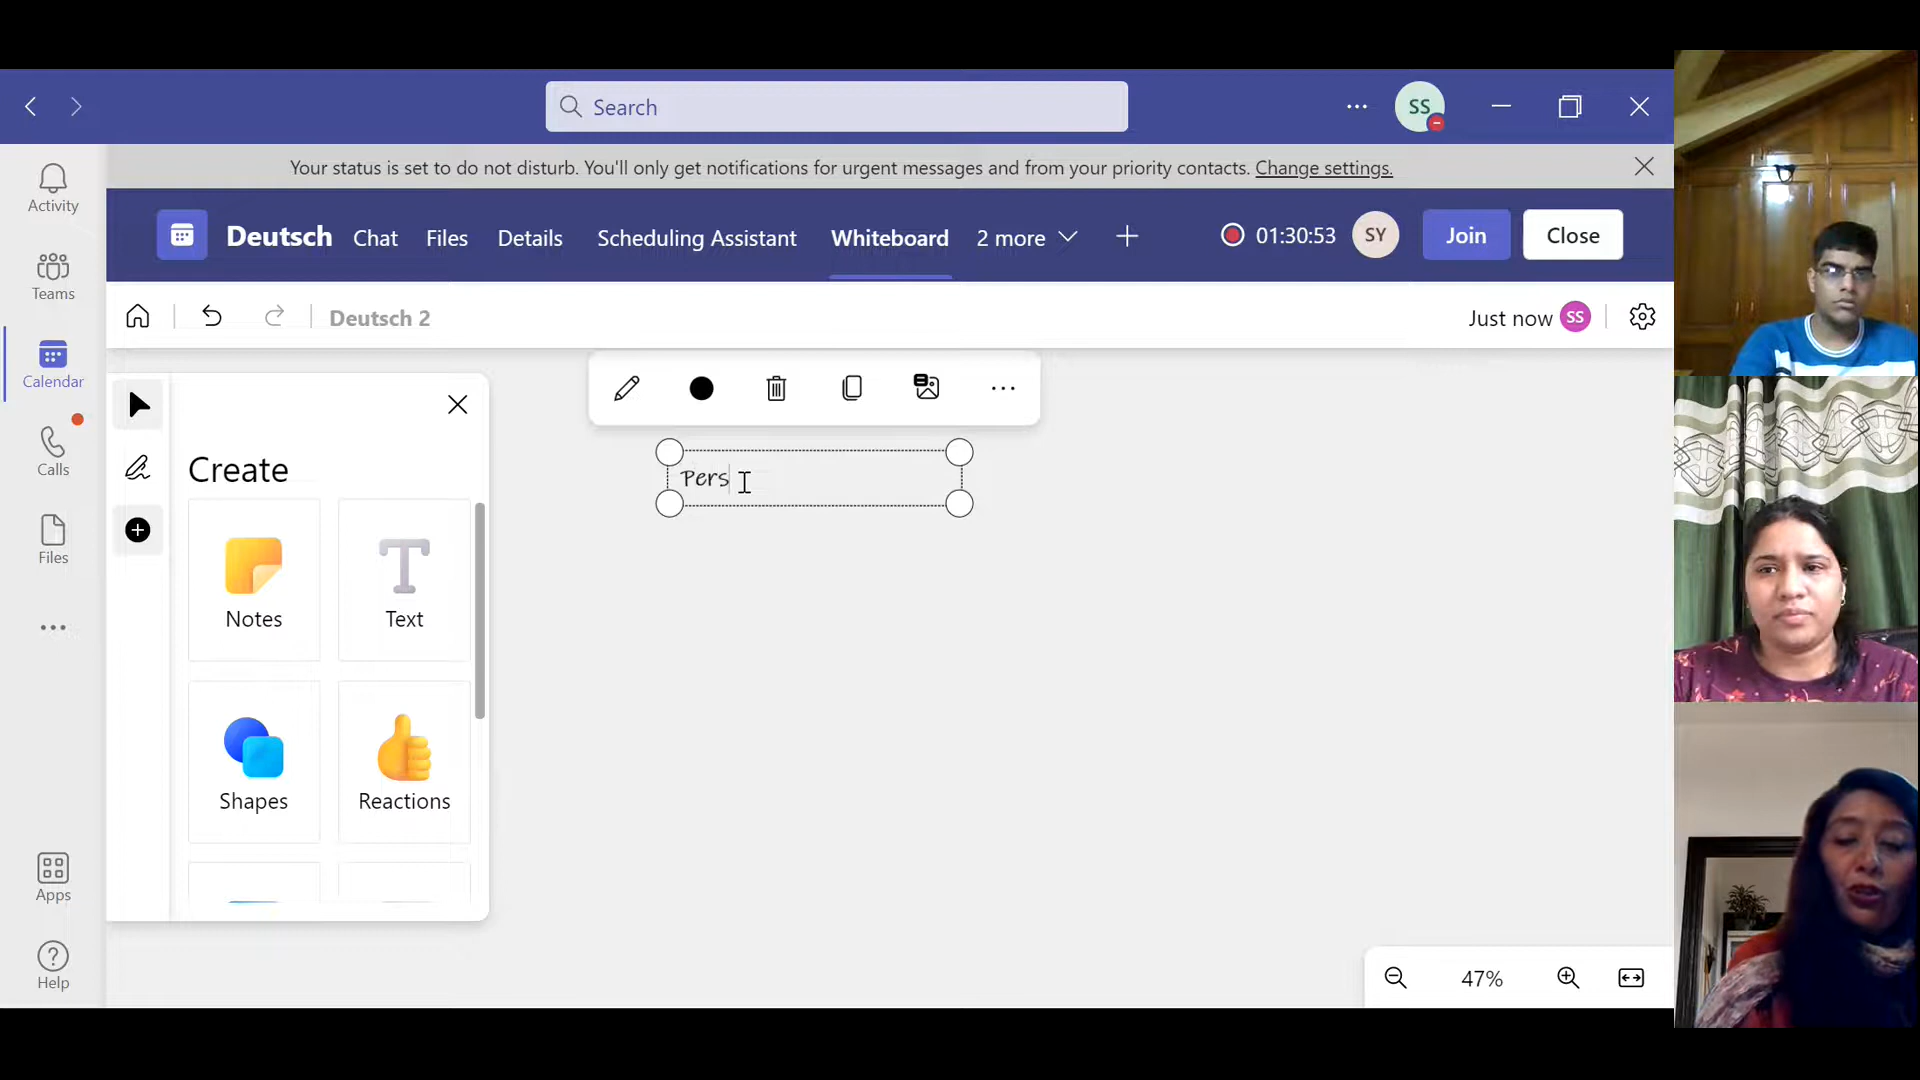 Search
SS
Your status is set to do not disturb. You'll only get notifications for urgent messages and from your priority contacts. Change settings.
Activity
Teams
Calendar
Calls
Files
Apps
Help
Deutsch
Chat
Files
Details
Scheduling Assistant
Whiteboard
2 more
01:30:53
SY
Join
Close
Deutsch 2
Just now
SS
Create
Notes
Text
Shapes
Reactions
Pers
47%